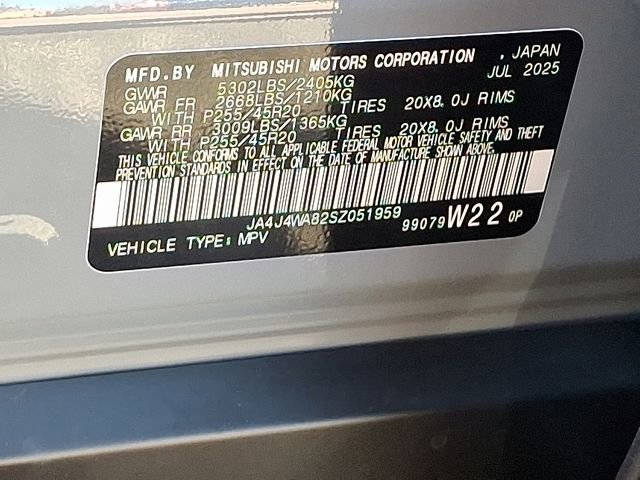 MFD.BY MITSUBISHI MOTORS CORPORATION , JAPAN
JUL 2025
GVWR 5302LBS/2405KG
GAWR FR 2668LBS/1210KG
WITH P255/45R20 TIRES 20X8.0J RIMS
GAWR RR 3009LBS/1365KG
WITH P255/45R20 TIRES 20X8.0J RIMS
THIS VEHICLE CONFORMS TO ALL APPLICABLE FEDERAL MOTOR VEHICLE SAFETY AND THEFT
PREVENTION STANDARDS IN EFFECT ON THE DATE OF MANUFACTURE SHOWN ABOVE.
JA4J4WA82SZ051959
VEHICLE TYPE: MPV 99079 W22 0P